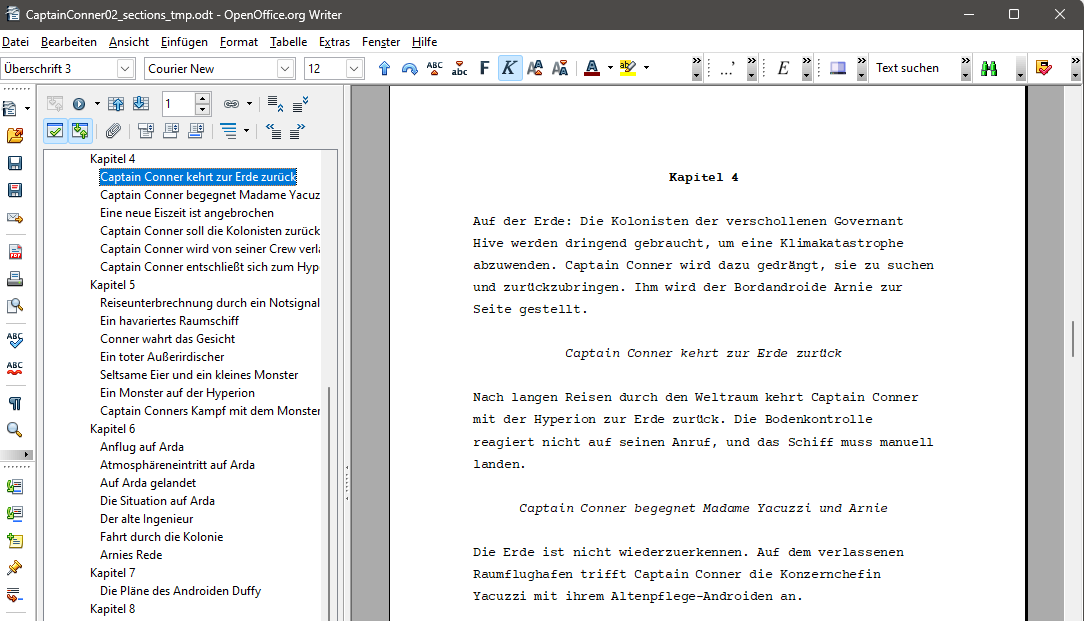 CaptainConner02_sections_tmp.odt - OpenOffice.org Writer
Datei Bearbeiten Ansicht Einfügen Format Tabelle Extras Fenster Hilfe
Überschrift 3 Courier New 12 ABC abc F K A A A A A ab ...’ E Text suchen
1
ABC
ABC
Kapitel 4
Captain Conner kehrt zur Erde zurück
Captain Conner begegnet Madame Yacuz
Eine neue Eiszeit ist angebrochen
Captain Conner soll die Kolonisten zurück
Captain Conner wird von seiner Crew verla
Captain Conner entschließt sich zum Hyp
Kapitel 5
Reiseunterbrechnung durch ein Notsignal
Ein havariertes Raumschiff
Conner wahrt das Gesicht
Ein toter Außerirdischer
Seltsame Eier und ein kleines Monster
Ein Monster auf der Hyperion
Captain Conners Kampf mit dem Monster
Kapitel 6
Anflug auf Arda
Atmosphäreneintritt auf Arda
Auf Arda gelandet
Die Situation auf Arda
Der alte Ingenieur
Fahrt durch die Kolonie
Arnies Rede
Kapitel 7
Die Pläne des Androiden Duffy
Kapitel 8
Kapitel 4
Auf der Erde: Die Kolonisten der verschollenen Governant
Hive werden dringend gebraucht, um eine Klimakatastrophe
abzuwenden. Captain Conner wird dazu gedrängt, sie zu suchen
und zurückzubringen. Ihm wird der Bordandroide Arnie zur
Seite gestellt.
Captain Conner kehrt zur Erde zurück
Nach langen Reisen durch den Weltraum kehrt Captain Conner
mit der Hyperion zur Erde zurück. Die Bodenkontrolle
reagiert nicht auf seinen Anruf, und das Schiff muss manuell
landen.
Captain Conner begegnet Madame Yacuzzi und Arnie
Die Erde ist nicht wiederzuerkennen. Auf dem verlassenen
Raumflughafen trifft Captain Conner die Konzernchefin
Yacuzzi mit ihrem Altenpflege-Androiden an.